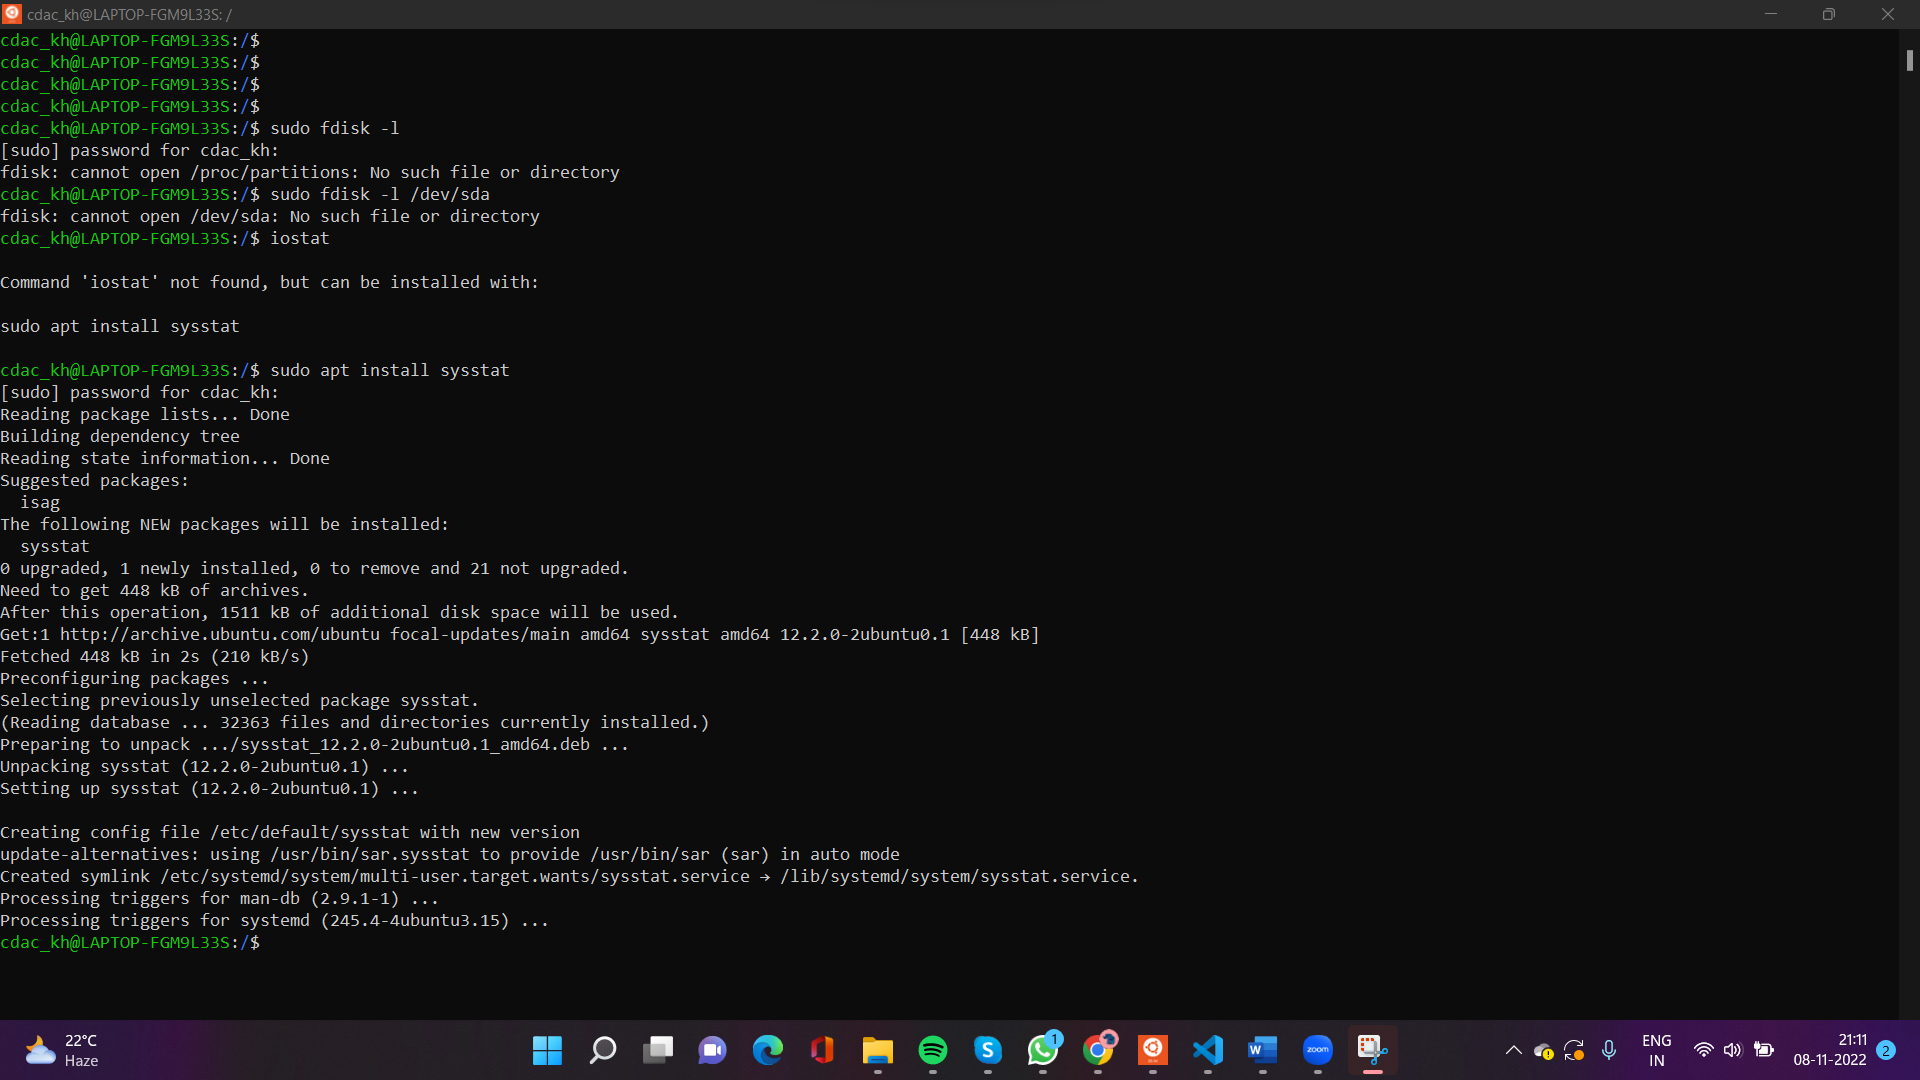 cdac_kh@LAPTOP-FGM9L33S: /
cdac_kh@LAPTOP-FGM9L33S:/$
cdac_kh@LAPTOP-FGM9L33S:/$
cdac_kh@LAPTOP-FGM9L33S:/$
cdac_kh@LAPTOP-FGM9L33S:/$
cdac_kh@LAPTOP-FGM9L33S:/$ sudo fdisk -l
[sudo] password for cdac_kh:
fdisk: cannot open /proc/partitions: No such file or directory
cdac_kh@LAPTOP-FGM9L33S:/$ sudo fdisk -l /dev/sda
fdisk: cannot open /dev/sda: No such file or directory
cdac_kh@LAPTOP-FGM9L33S:/$ iostat
Command 'iostat' not found, but can be installed with:
sudo apt install sysstat
cdac_kh@LAPTOP-FGM9L33S:/$ sudo apt install sysstat
[sudo] password for cdac_kh:
Reading package lists... Done
Building dependency tree
Reading state information... Done
Suggested packages:
  isag
The following NEW packages will be installed:
  sysstat
0 upgraded, 1 newly installed, 0 to remove and 21 not upgraded.
Need to get 448 kB of archives.
After this operation, 1511 kB of additional disk space will be used.
Get:1 http://archive.ubuntu.com/ubuntu focal-updates/main amd64 sysstat amd64 12.2.0-2ubuntu0.1 [448 kB]
Fetched 448 kB in 2s (210 kB/s)
Preconfiguring packages ...
Selecting previously unselected package sysstat.
(Reading database ... 32363 files and directories currently installed.)
Preparing to unpack .../sysstat_12.2.0-2ubuntu0.1_amd64.deb ...
Unpacking sysstat (12.2.0-2ubuntu0.1) ...
Setting up sysstat (12.2.0-2ubuntu0.1) ...
Creating config file /etc/default/sysstat with new version
update-alternatives: using /usr/bin/sar.sysstat to provide /usr/bin/sar (sar) in auto mode
Created symlink /etc/systemd/system/multi-user.target.wants/sysstat.service → /lib/systemd/system/sysstat.service.
Processing triggers for man-db (2.9.1-1) ...
Processing triggers for systemd (245.4-4ubuntu3.15) ...
cdac_kh@LAPTOP-FGM9L33S:/$
22°C
Haze
1
W
zoom
ENG
IN
21:11
08-11-2022
2